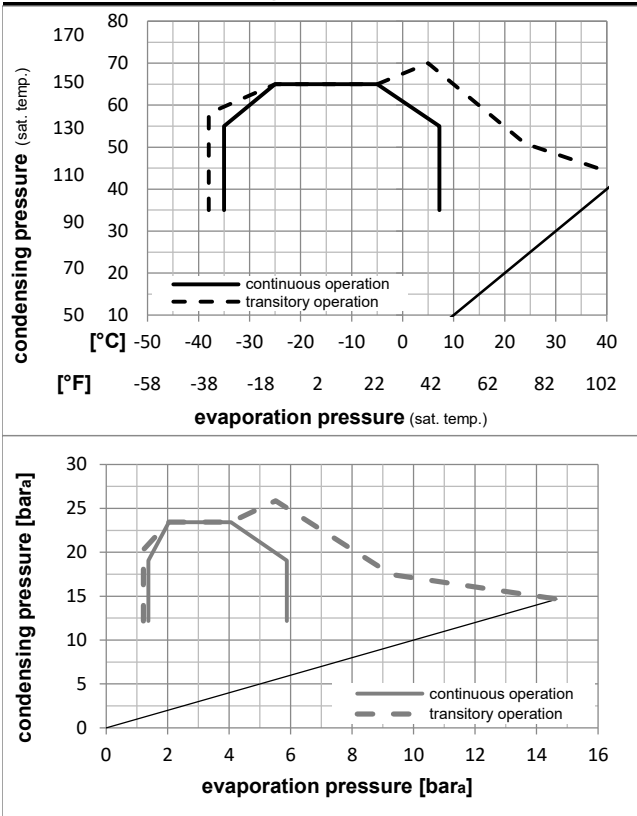 condensing pressure (sat. temp.)
170 80
70
150 60
130 50
110 40
90 30
70 20
50 10
continuous operation
transitory operation
[°C] -50 -40 -30 -20 -10 0 10 20 30 40
[°F] -58 -38 -18 2 22 42 62 82 102
evaporation pressure (sat. temp.)
condensing pressure [bara]
30
25
20
15
10
5
0
continuous operation
transitory operation
0 2 4 6 8 10 12 14 16
evaporation pressure [bara]